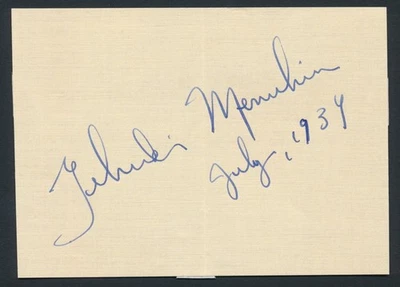 Yehudi Menuhin
July, 1934